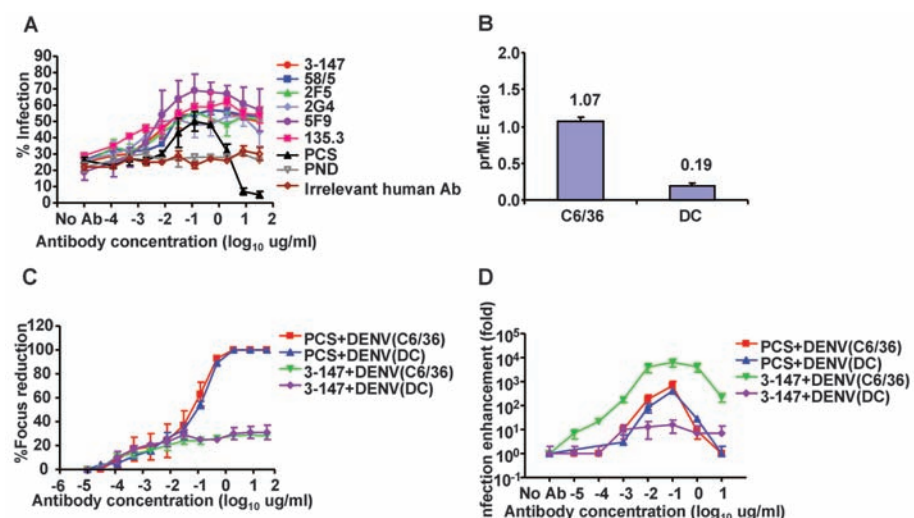 A
% Infection
90
80
70
60
50
40
30
20
10
0
No Ab -4 -3 -2 -1 0 1 2
Antibody concentration (log10 ug/ml)
3-147
58/5
2F5
2G4
5F9
135.3
PCS
PND
Irrelevant human Ab
B
prM:E ratio
2.0
1.5
1.0
0.5
0.0
1.07
0.19
C6/36 DC
C
%Focus reduction
120
100
80
60
40
20
0
-6 -5 -4 -3 -2 -1 0 1 2
Antibody concentration (log10 ug/ml)
PCS+DENV(C6/36)
PCS+DENV(DC)
3-147+DENV(C6/36)
3-147+DENV(DC)
D
nfection enhancement (fold)
10^5
10^4
10^3
10^2
10^1
10^0
10^-1
No Ab -5 -4 -3 -2 -1 0 1
Antibody concentration (log10 ug/ml)
PCS+DENV(C6/36)
PCS+DENV(DC)
3-147+DENV(C6/36)
3-147+DENV(DC)